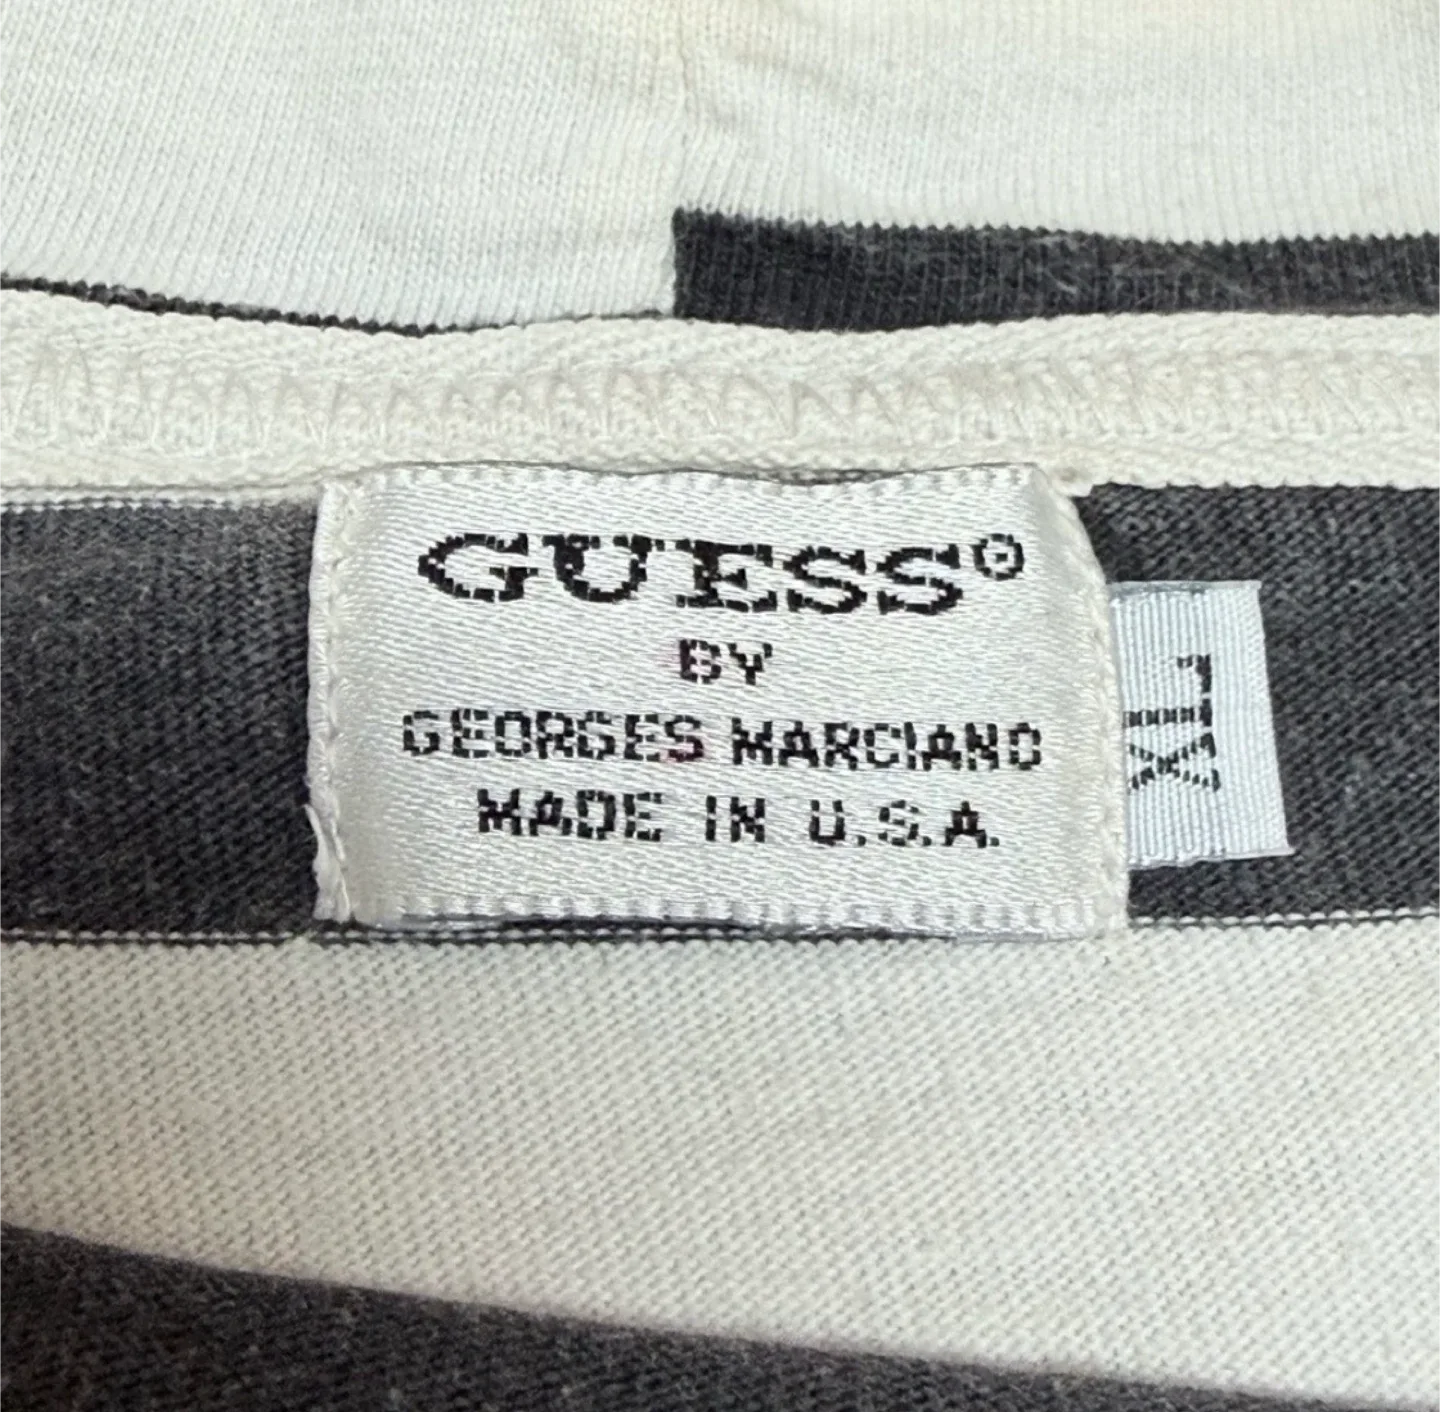 GUESS®
BY
GEORGES MARCIANO
MADE IN U.S.A.
XL